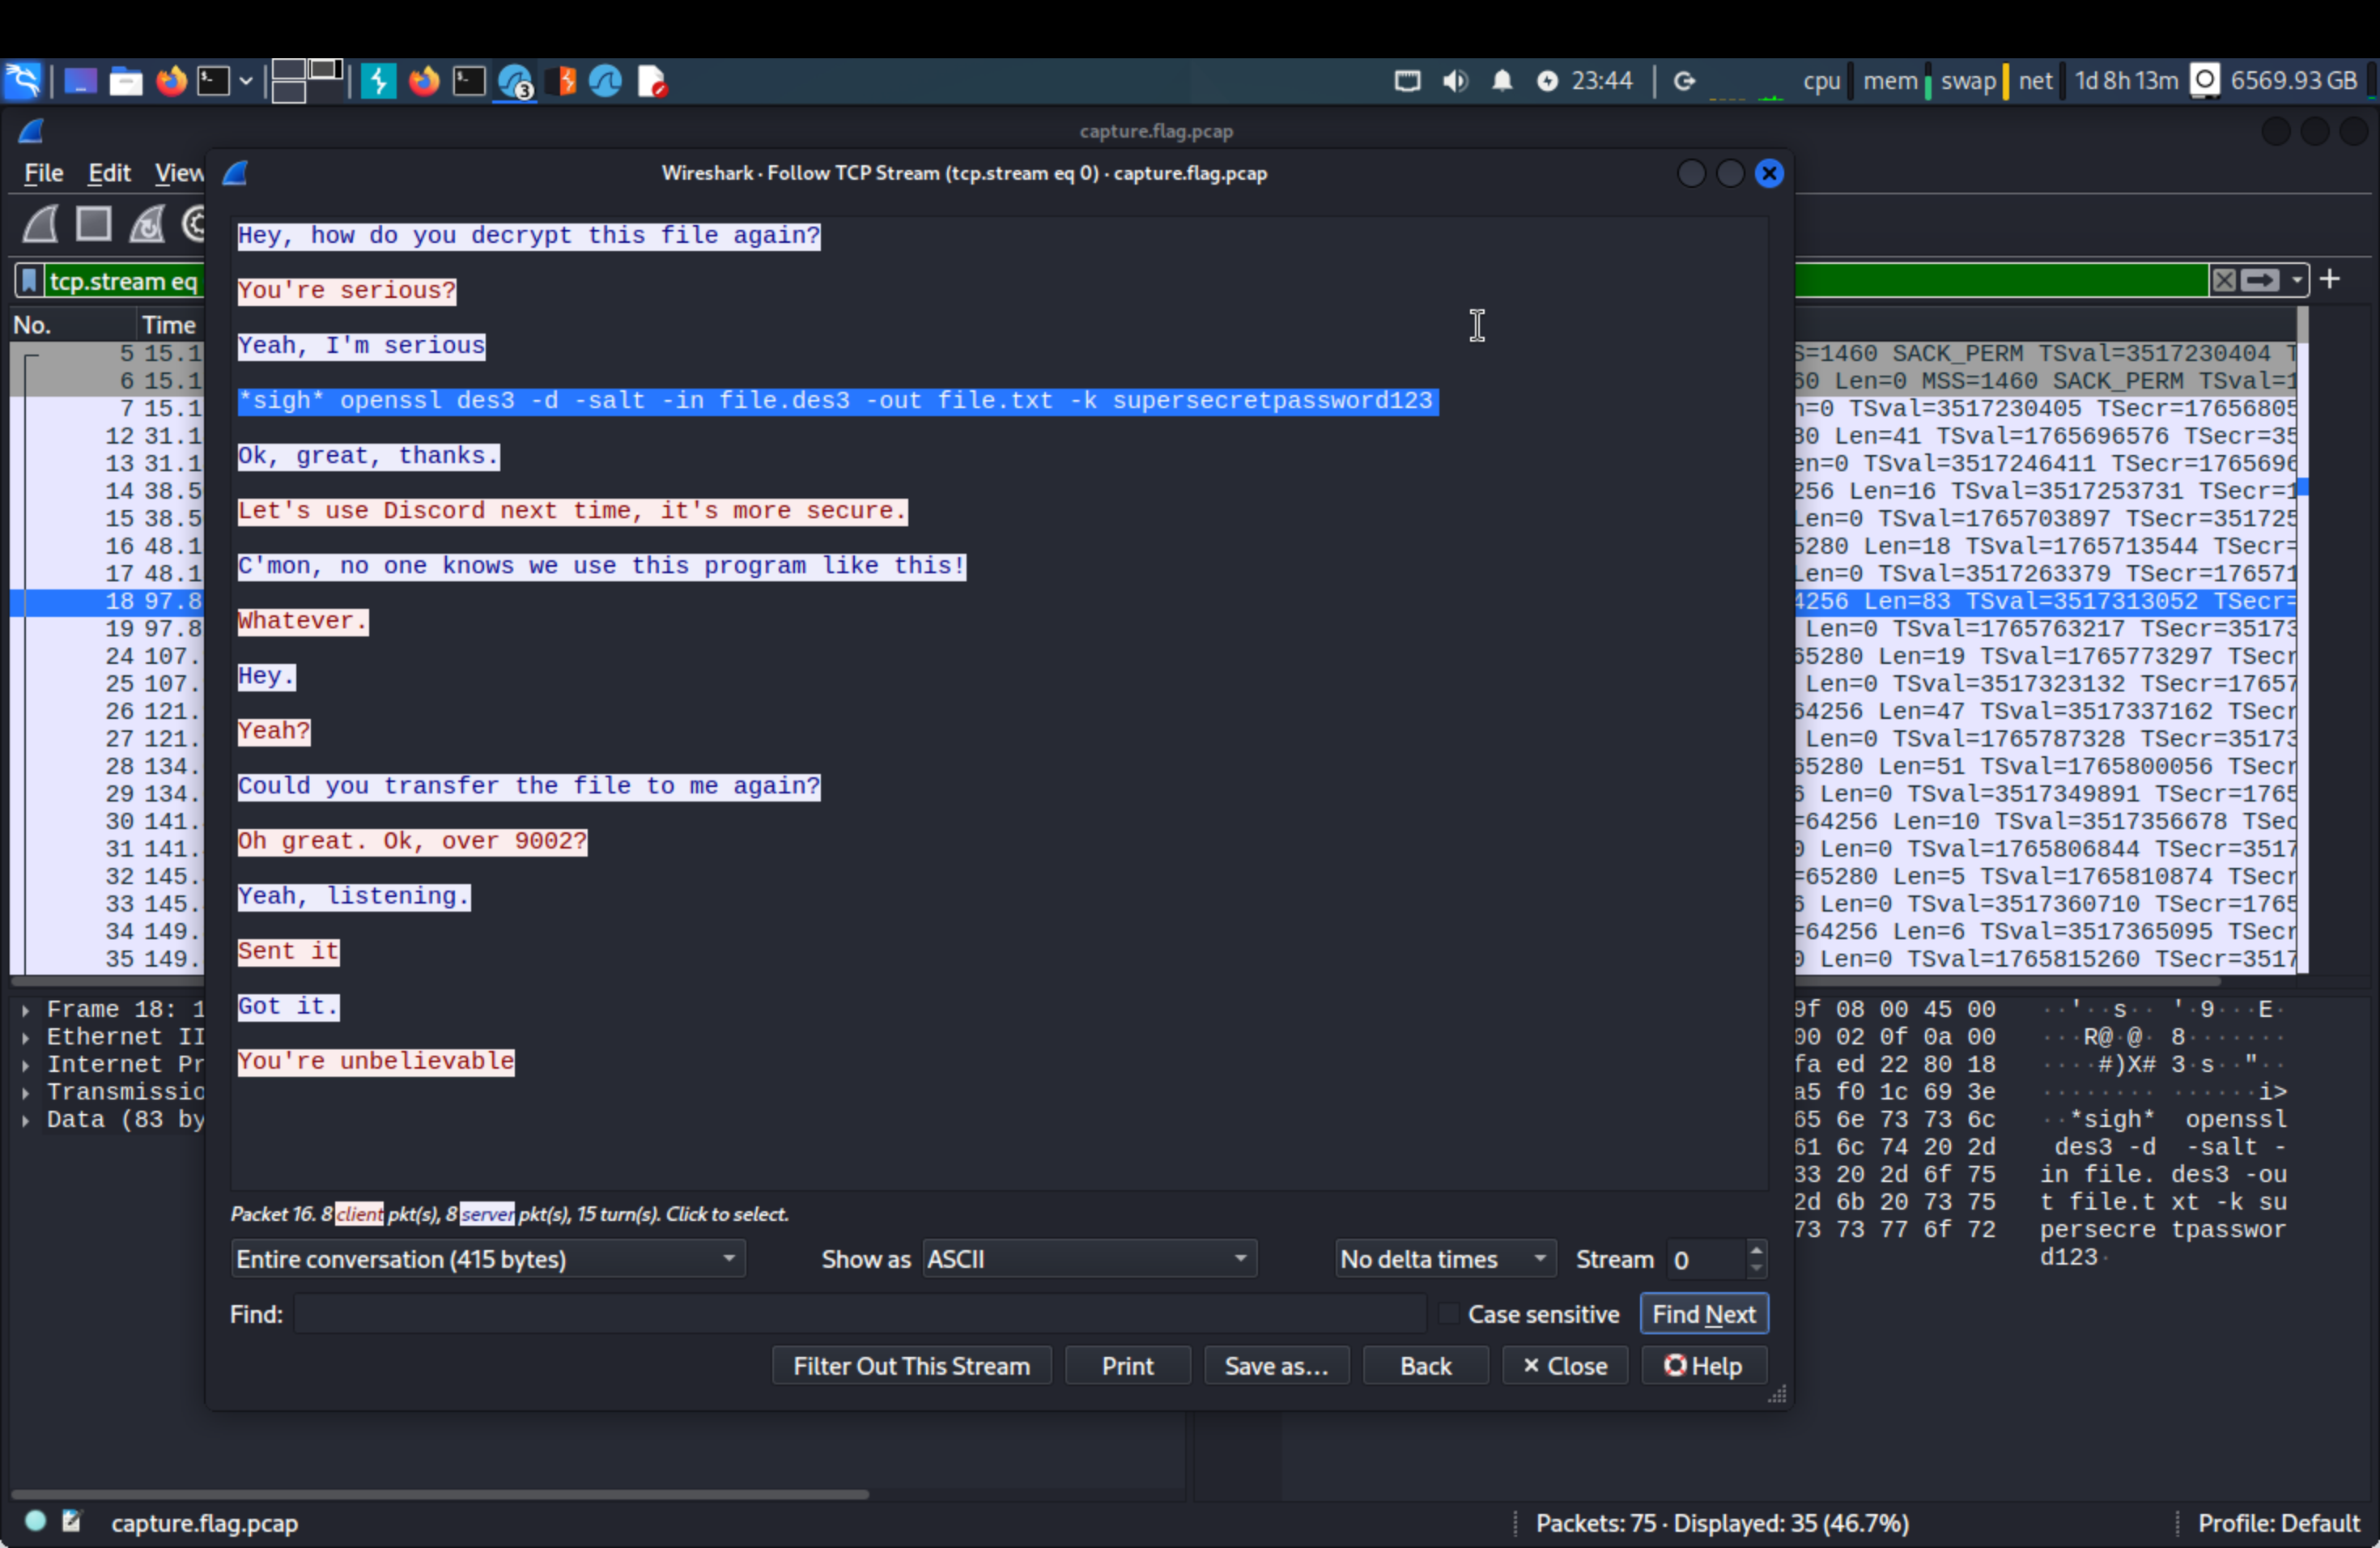 23:44
cpu mem swap net 1d 8h 13m 6569.93 GB
capture.flag.pcap
File Edit View
Wireshark · Follow TCP Stream (tcp.stream eq 0) · capture.flag.pcap
tcp.stream eq
No. Time
Hey, how do you decrypt this file again?
You're serious?
Yeah, I'm serious
*sigh* openssl des3 -d -salt -in file.des3 -out file.txt -k supersecretpassword123
Ok, great, thanks.
Let's use Discord next time, it's more secure.
C'mon, no one knows we use this program like this!
Whatever.
Hey.
Yeah?
Could you transfer the file to me again?
Oh great. Ok, over 9002?
Yeah, listening.
Sent it
Got it.
You're unbelievable
Packet 16. 8 client pkt(s), 8 server pkt(s), 15 turn(s). Click to select.
Entire conversation (415 bytes) Show as ASCII No delta times Stream 0
Find: Case sensitive Find Next
Filter Out This Stream Print Save as… Back Close Help
5 15.1 S=1460 SACK_PERM TSval=3517230404 T
6 15.1 60 Len=0 MSS=1460 SACK_PERM TSval=1
7 15.1 n=0 TSval=3517230405 TSecr=17656805
12 31.1 80 Len=41 TSval=1765696576 TSecr=35
13 31.1 en=0 TSval=3517246411 TSecr=1765696
14 38.5 256 Len=16 TSval=3517253731 TSecr=1
15 38.5 Len=0 TSval=1765703897 TSecr=351725
16 48.1 5280 Len=18 TSval=1765713544 TSecr=
17 48.1 Len=0 TSval=3517263379 TSecr=176571
18 97.8 4256 Len=83 TSval=3517313052 TSecr=
19 97.8 Len=0 TSval=1765763217 TSecr=35173
24 107. 65280 Len=19 TSval=1765773297 TSecr
25 107. Len=0 TSval=3517323132 TSecr=17657
26 121. 64256 Len=47 TSval=3517337162 TSecr
27 121. Len=0 TSval=1765787328 TSecr=35173
28 134. 65280 Len=51 TSval=1765800056 TSecr
29 134. 6 Len=0 TSval=3517349891 TSecr=1765
30 141. =64256 Len=10 TSval=3517356678 TSec
31 141. 0 Len=0 TSval=1765806844 TSecr=3517
32 145. =65280 Len=5 TSval=1765810874 TSecr
33 145. 6 Len=0 TSval=3517360710 TSecr=1765
34 149. =64256 Len=6 TSval=3517365095 TSecr
35 149. 0 Len=0 TSval=1765815260 TSecr=3517
Frame 18: 1
Ethernet II
Internet Pr
Transmissio
Data (83 by
9f 08 00 45 00 ··'··s·· '·9···E·
00 02 0f 0a 00 ···R@·@· 8·······
fa ed 22 80 18 ····#)X# 3·s··"··
a5 f0 1c 69 3e ········ ······i>
65 6e 73 73 6c ··*sigh* openssl
61 6c 74 20 2d des3 -d -salt -
33 20 2d 6f 75 in file. des3 -ou
2d 6b 20 73 75 t file.t xt -k su
73 73 77 6f 72 persecre tpasswor
d123·
capture.flag.pcap Packets: 75 · Displayed: 35 (46.7%) Profile: Default